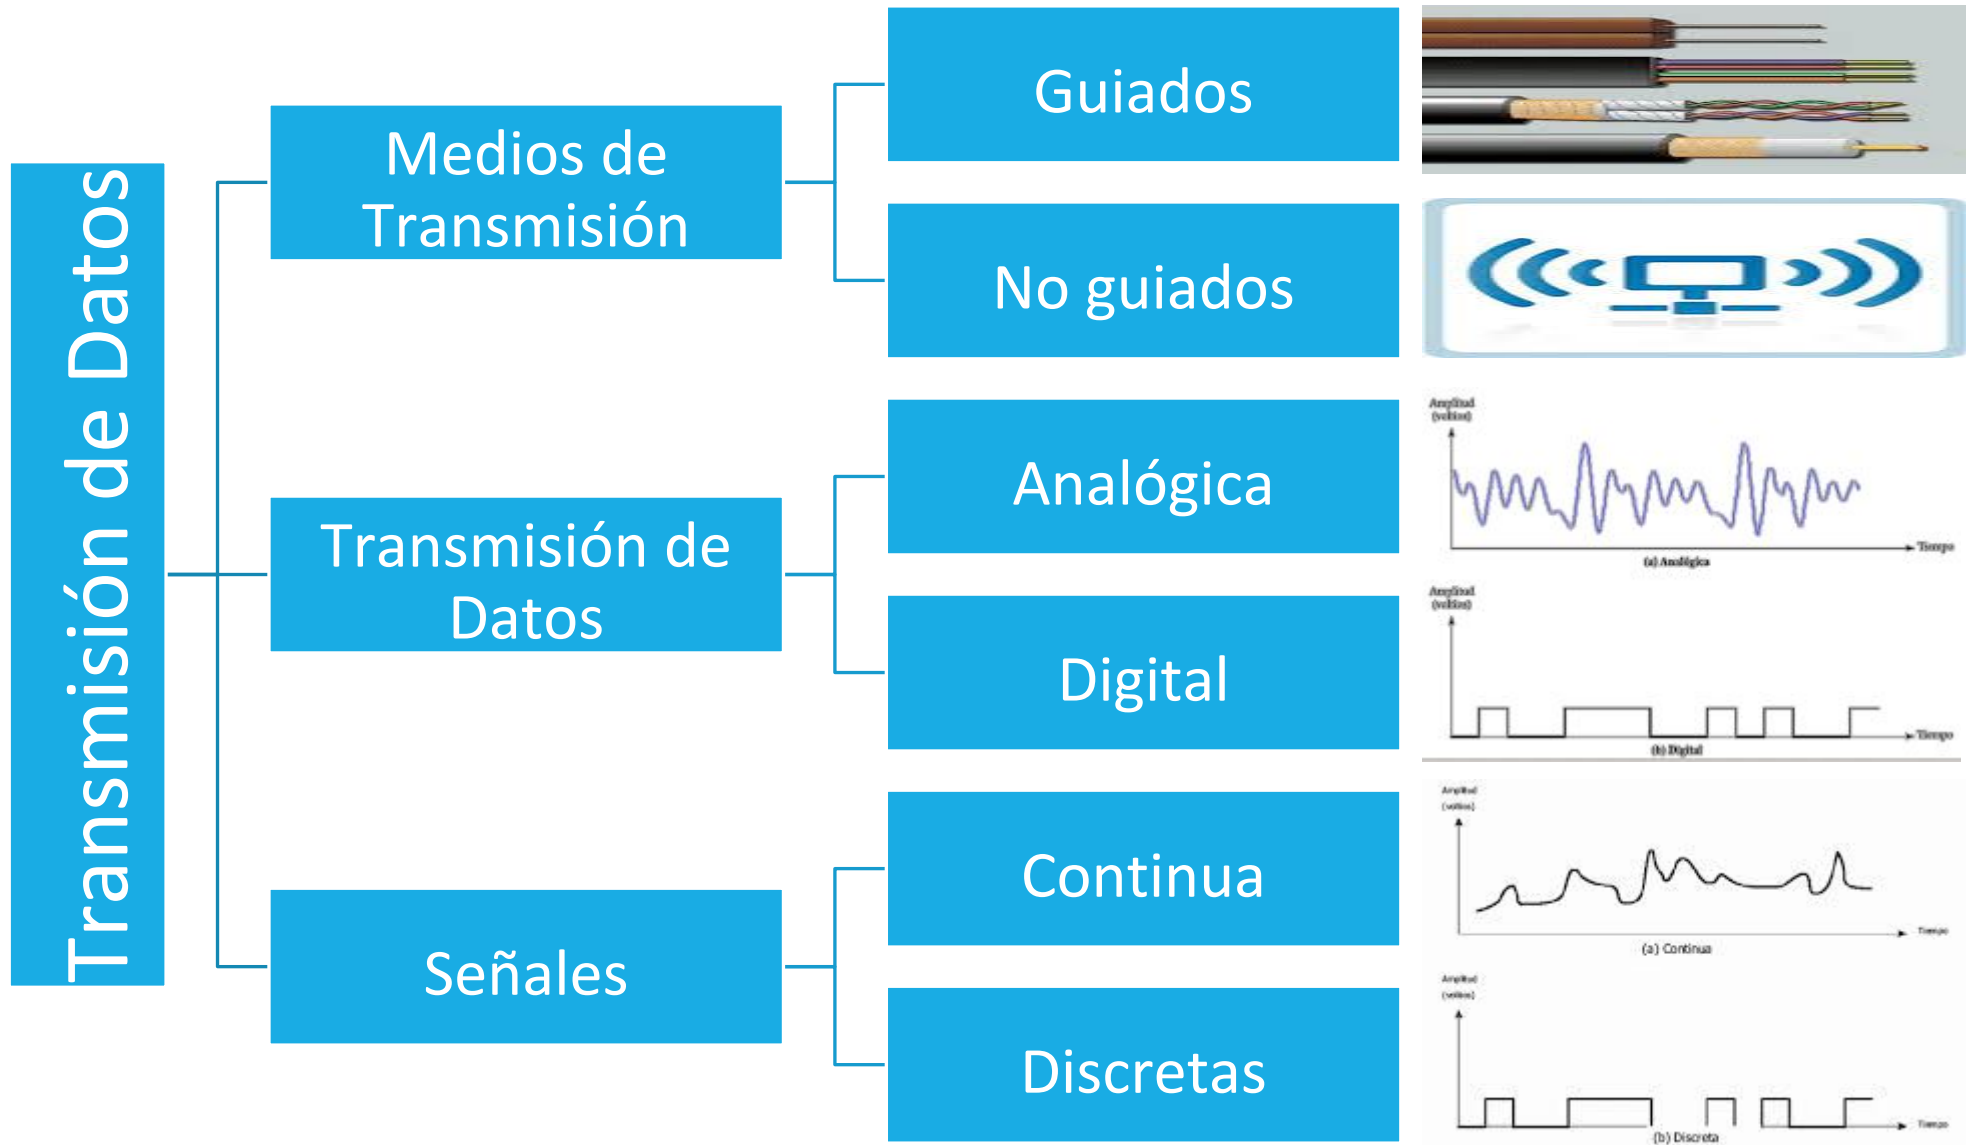 Transmisión de Datos
Medios de
Transmisión
Guiados
No guiados
Transmisión de
Datos
Analógica
Digital
Señales
Continua
Discretas
Amplitud
(voltios)
Tiempo
(a) Analógica
Amplitud
(voltios)
Tiempo
(b) Digital
Amplitud
(voltios)
Tiempo
(a) Continua
Amplitud
(voltios)
Tiempo
(b) Discreta